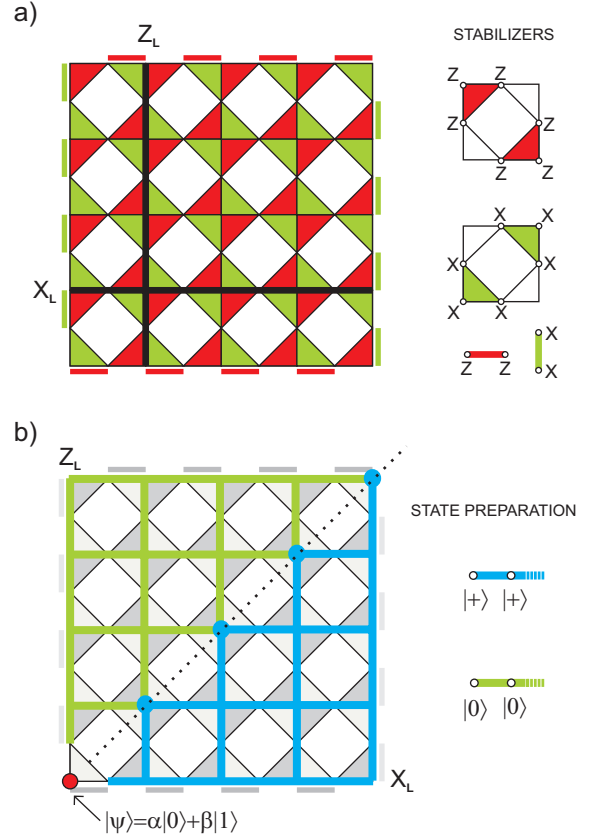 a)
Z_L
STABILIZERS
Z Z
Z Z
Z Z
X X
X_L
X X
X X
X
Z Z
X
b)
Z_L
STATE PREPARATION
|+⟩ |+⟩
|0⟩ |0⟩
X_L
|ψ⟩=α|0⟩+β|1⟩